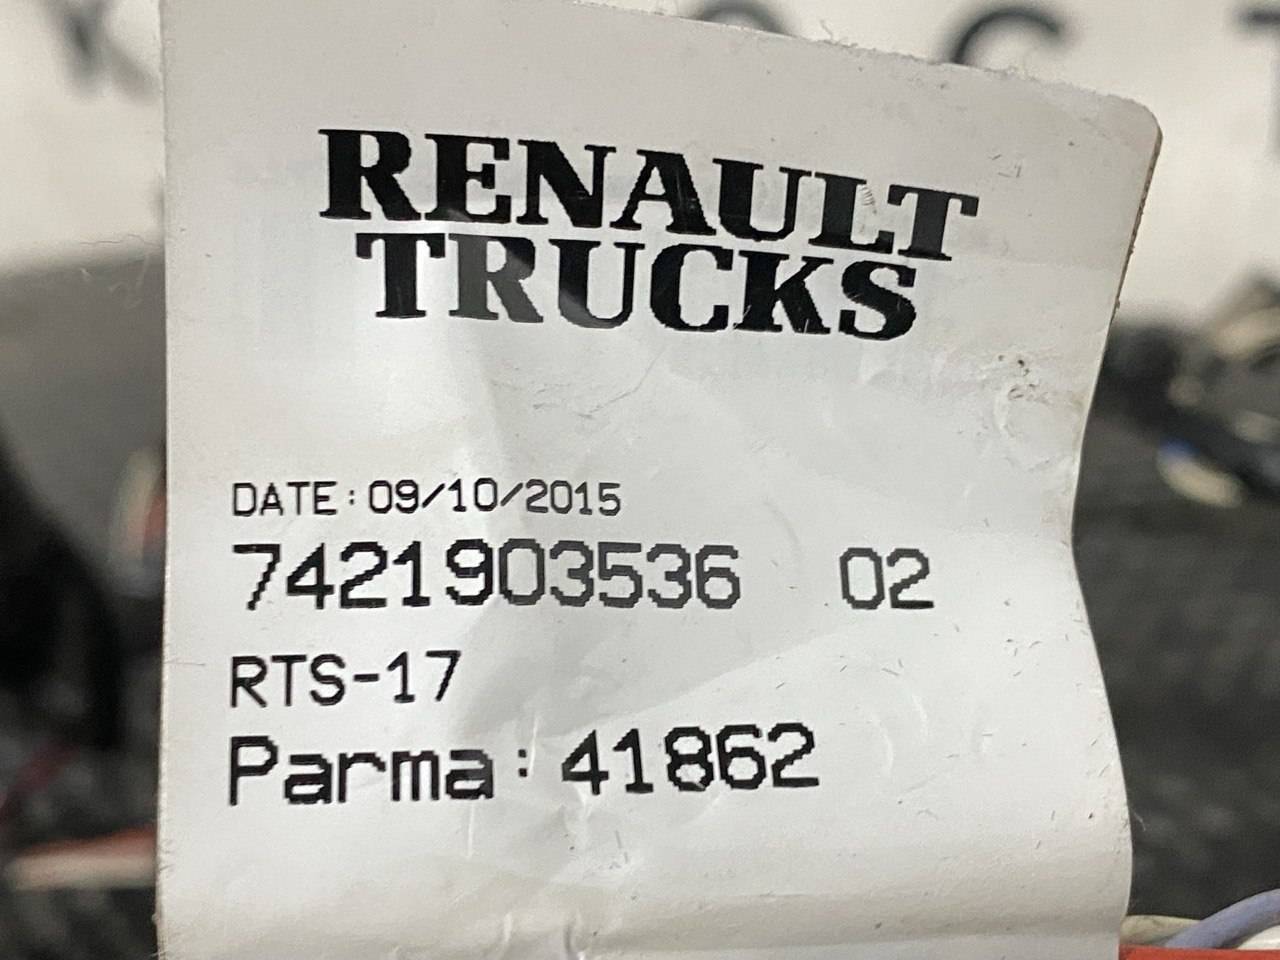 RENAULT
TRUCKS
DATE: 09/10/2015
7421903536 02
RTS-17
Parma: 41862